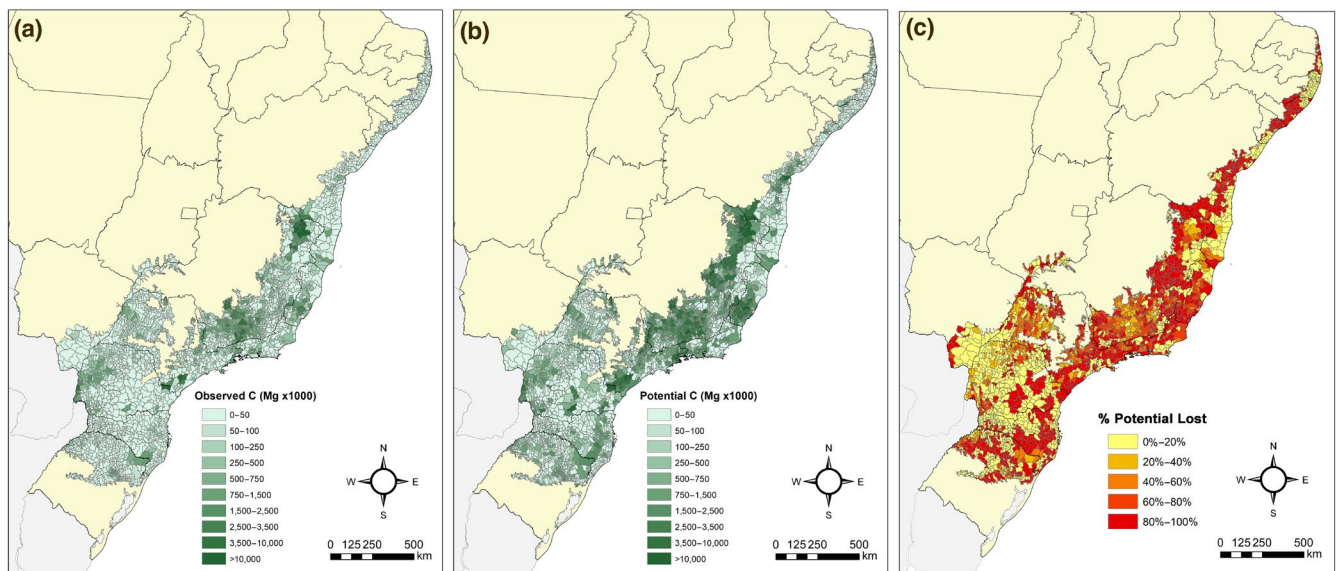 (a)
Observed C (Mg x1000)
0–50
50–100
100–250
250–500
500–750
750–1,500
1,500–2,500
2,500–3,500
3,500–10,000
>10,000
N
W E
S
0 125 250 500
km
(b)
Potential C (Mg x1000)
0–50
50–100
100–250
250–500
500–750
750–1,500
1,500–2,500
2,500–3,500
3,500–10,000
>10,000
N
W E
S
0 125 250 500
km
(c)
% Potential Lost
0%–20%
20%–40%
40%–60%
60%–80%
80%–100%
N
W E
S
0 125 250 500
km